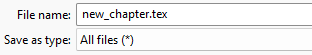 File name: new_chapter.tex
Save as type: All files (*)